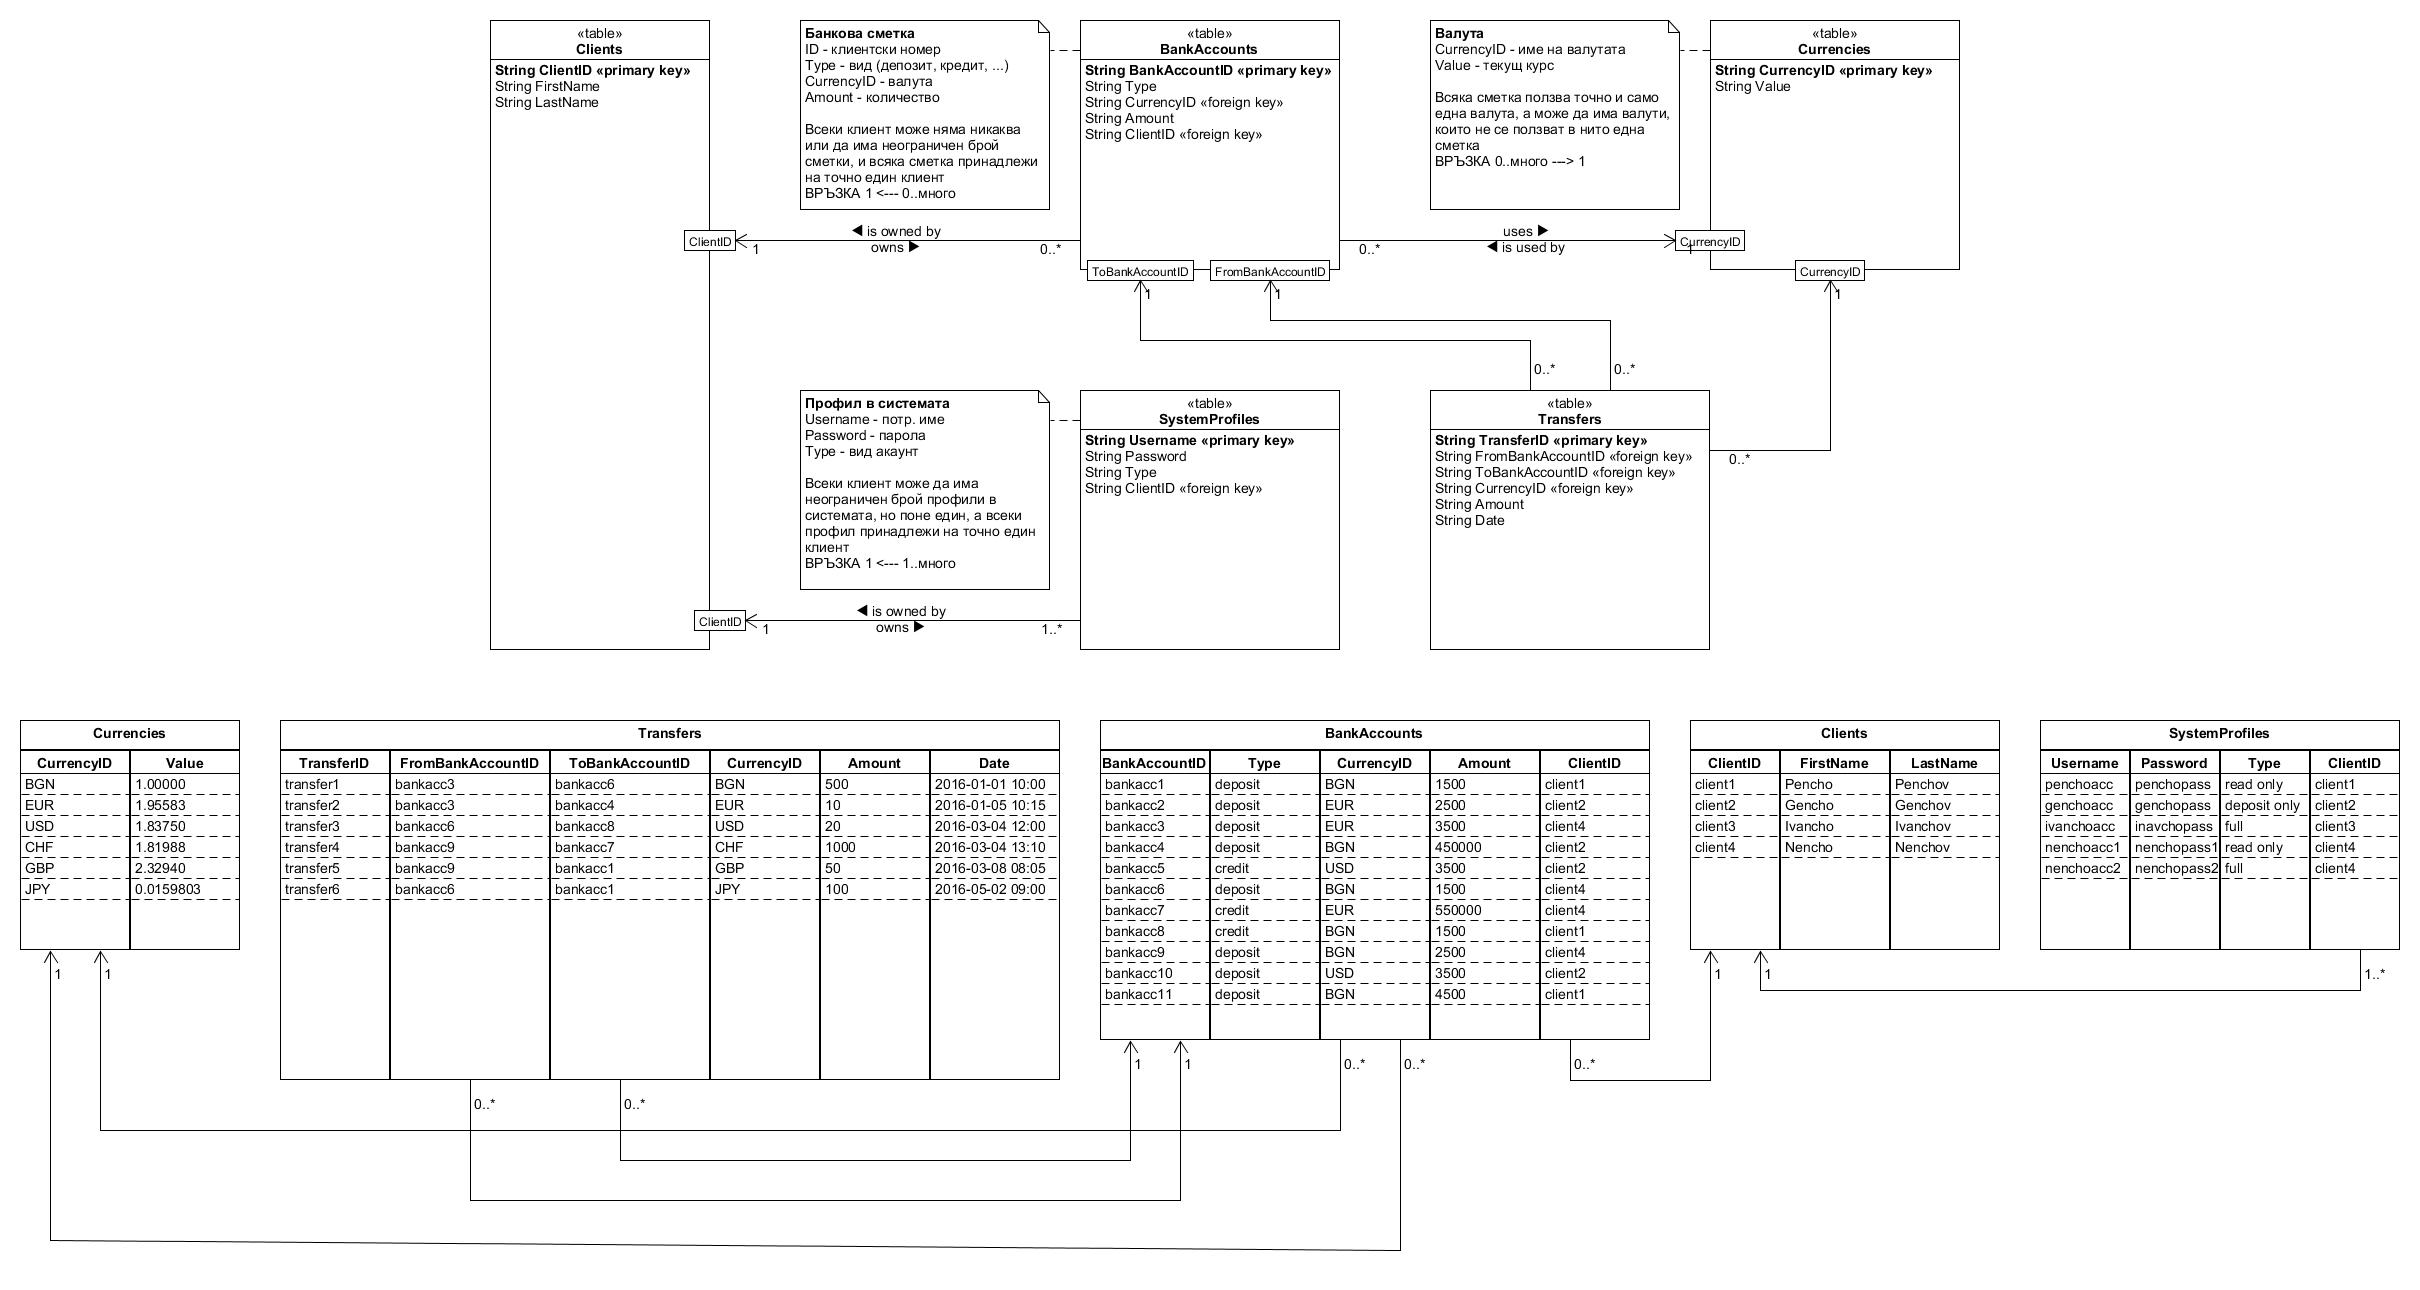 «table»
Clients
String ClientID «primary key»
String FirstName
String LastName
Банкова сметка
ID - клиентски номер
Type - вид (депозит, кредит, ...)
CurrencyID - валута
Amount - количество
Всеки клиент може няма никаква
или да има неограничен брой
сметки, и всяка сметка принадлежи
на точно един клиент
ВРЪЗКА 1 <--- 0..много
«table»
BankAccounts
String BankAccountID «primary key»
String Type
String CurrencyID «foreign key»
String Amount
String ClientID «foreign key»
Валута
CurrencyID - име на валутата
Value - текущ курс
Всяка сметка ползва точно и само
една валута, а може да има валути,
които не се ползват в нито една
сметка
ВРЪЗКА 0..много ---> 1
«table»
Currencies
String CurrencyID «primary key»
String Value
ClientID
1
◀ is owned by
owns ▶
0..*
0..*
uses ▶
◀ is used by
1
CurrencyID
ToBankAccountID
FromBankAccountID
CurrencyID
1
1
1
0..*
0..*
Профил в системата
Username - потр. име
Password - парола
Type - вид акаунт
Всеки клиент може да има
неограничен брой профили в
системата, но поне един, а всеки
профил принадлежи на точно един
клиент
ВРЪЗКА 1 <--- 1..много
«table»
SystemProfiles
String Username «primary key»
String Password
String Type
String ClientID «foreign key»
«table»
Transfers
String TransferID «primary key»
String FromBankAccountID «foreign key»
String ToBankAccountID «foreign key»
String CurrencyID «foreign key»
String Amount
String Date
0..*
ClientID
1
◀ is owned by
owns ▶
1..*
Currencies
CurrencyID Value
BGN 1.00000
EUR 1.95583
USD 1.83750
CHF 1.81988
GBP 2.32940
JPY 0.0159803
1
1
Transfers
TransferID FromBankAccountID ToBankAccountID CurrencyID Amount Date
transfer1 bankacc3 bankacc6 BGN 500 2016-01-01 10:00
transfer2 bankacc3 bankacc4 EUR 10 2016-01-05 10:15
transfer3 bankacc6 bankacc8 USD 20 2016-03-04 12:00
transfer4 bankacc9 bankacc7 CHF 1000 2016-03-04 13:10
transfer5 bankacc9 bankacc1 GBP 50 2016-03-08 08:05
transfer6 bankacc6 bankacc1 JPY 100 2016-05-02 09:00
0..*
0..*
BankAccounts
BankAccountID Type CurrencyID Amount ClientID
bankacc1 deposit BGN 1500 client1
bankacc2 deposit EUR 2500 client2
bankacc3 deposit EUR 3500 client4
bankacc4 deposit BGN 450000 client2
bankacc5 credit USD 3500 client2
bankacc6 deposit BGN 1500 client4
bankacc7 credit EUR 550000 client4
bankacc8 credit BGN 1500 client1
bankacc9 deposit BGN 2500 client4
bankacc10 deposit USD 3500 client2
bankacc11 deposit BGN 4500 client1
1
1
0..*
0..*
0..*
Clients
ClientID FirstName LastName
client1 Pencho Penchov
client2 Gencho Genchov
client3 Ivancho Ivanchov
client4 Nencho Nenchov
1
1
SystemProfiles
Username Password Type ClientID
penchoacc penchopass read only client1
genchoacc genchopass deposit only client2
ivanchoacc inavchopass full client3
nenchoacc1 nenchopass1 read only client4
nenchoacc2 nenchopass2 full client4
1..*